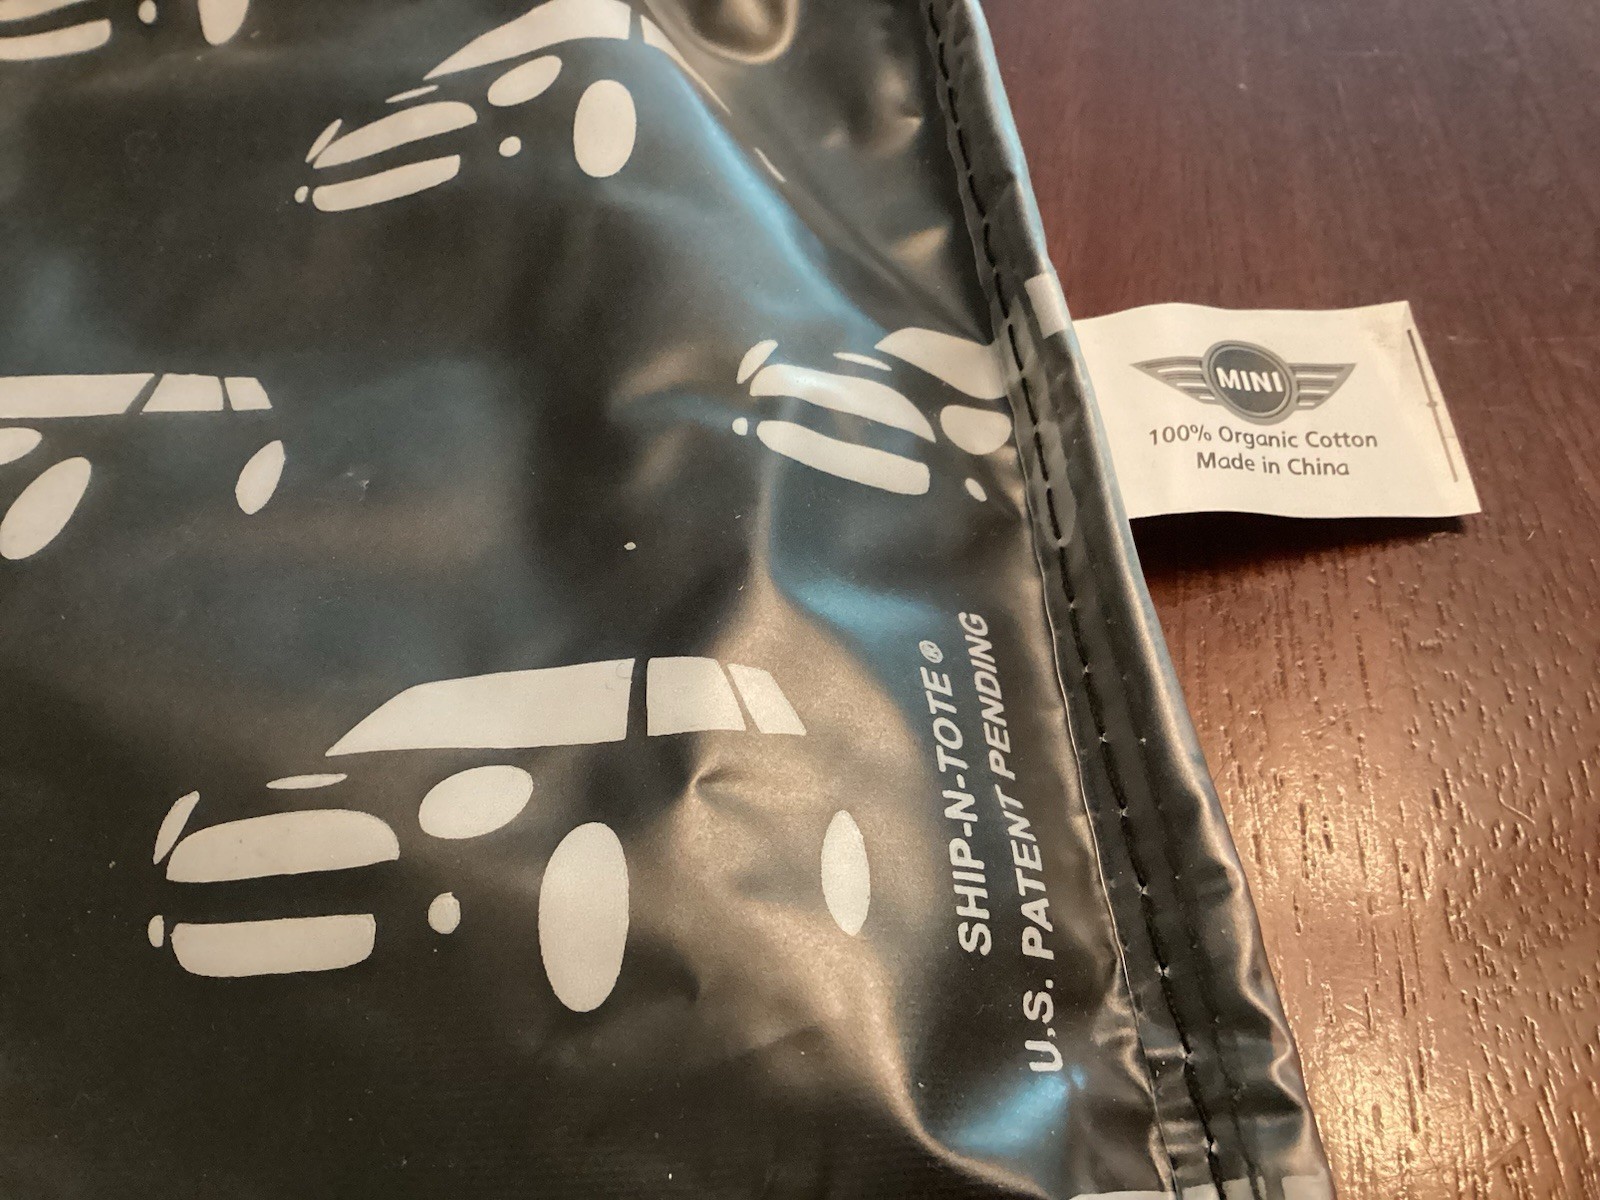 MINI
100% Organic Cotton
Made in China
SHIP-N-TOTE®
U.S. PATENT PENDING